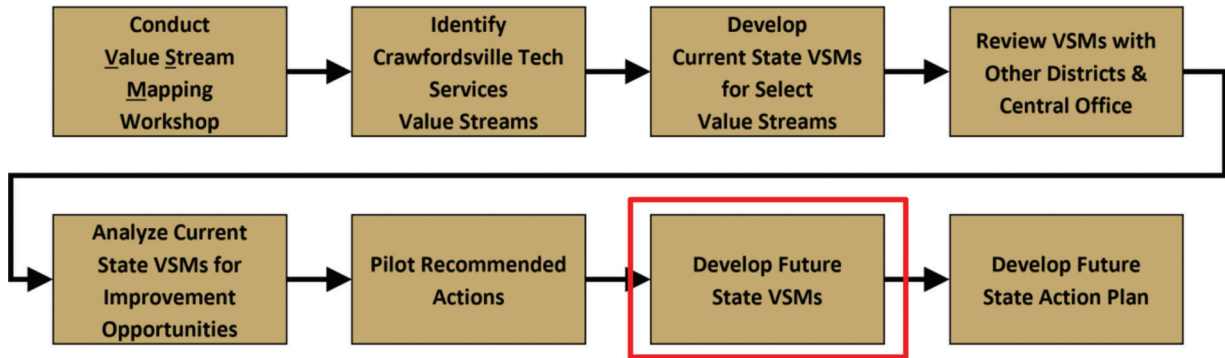 Conduct
Value Stream
Mapping
Workshop
Identify
Crawfordsville Tech
Services
Value Streams
Develop
Current State VSMs
for Select
Value Streams
Review VSMs with
Other Districts &
Central Office
Analyze Current
State VSMs for
Improvement
Opportunities
Pilot Recommended
Actions
Develop Future
State VSMs
Develop Future
State Action Plan